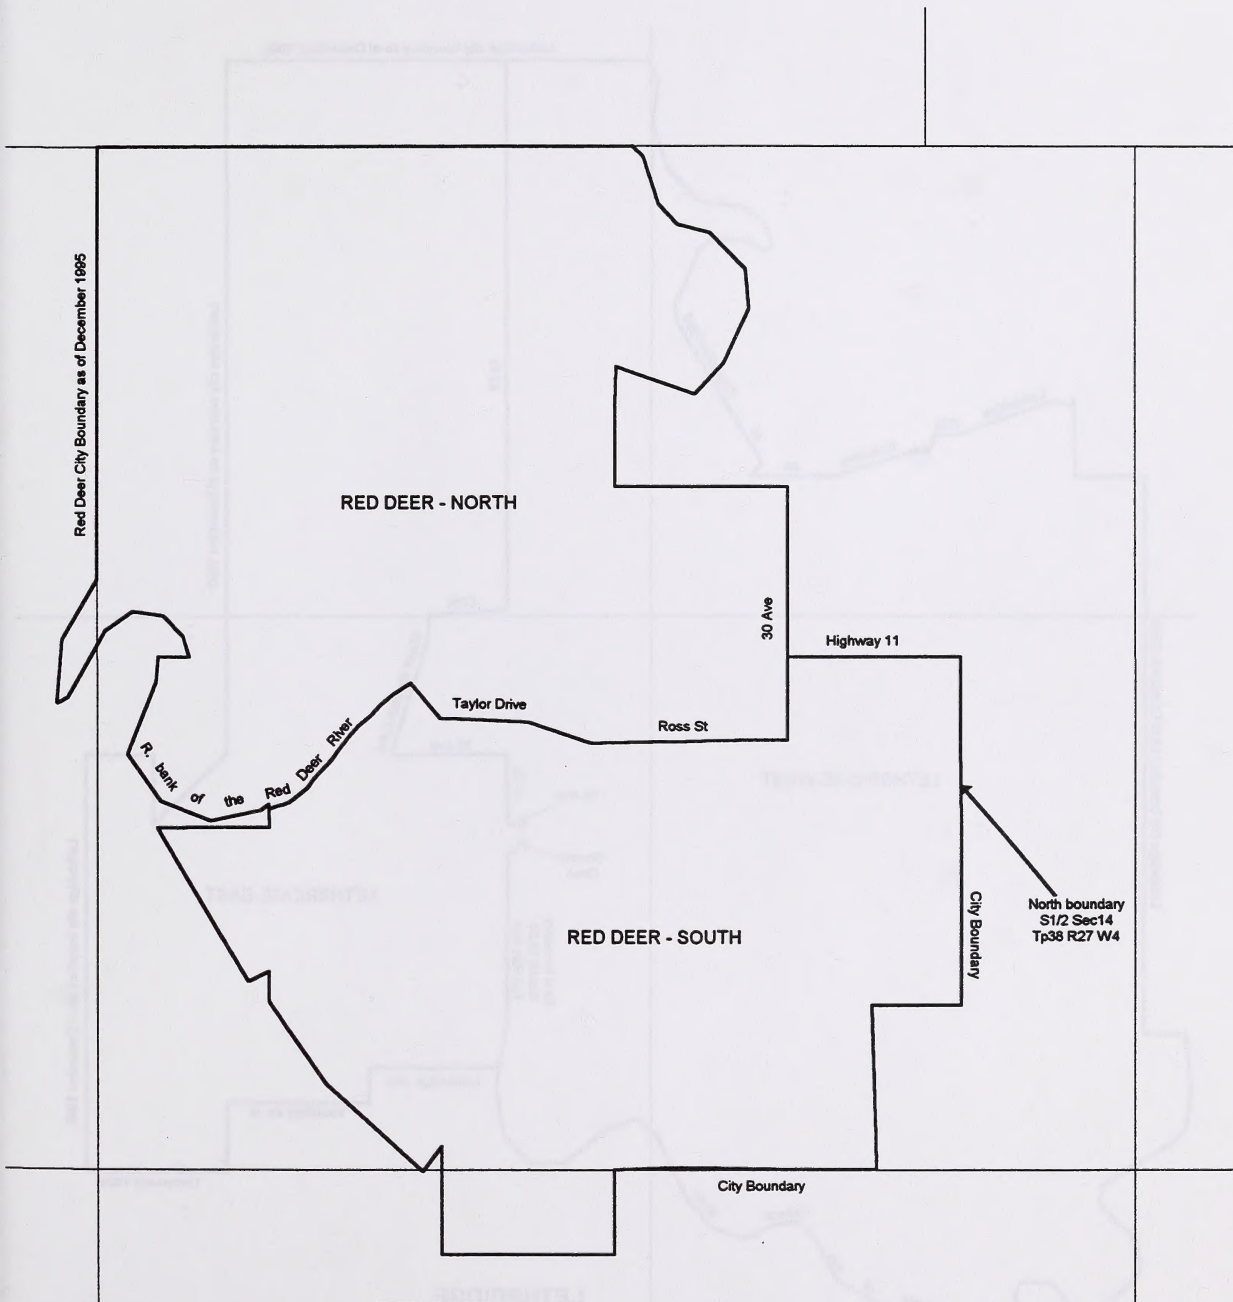 Red Deer City Boundary as of December 1995
RED DEER - NORTH
30 Ave
Highway 11
Taylor Drive
Ross St
R. bank of the Red Deer River
North boundary
S1/2 Sec14
Tp38 R27 W4
City Boundary
RED DEER - SOUTH
City Boundary